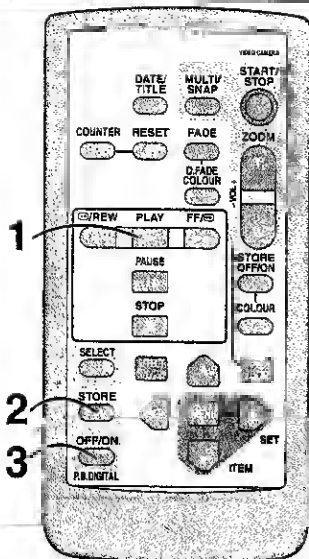 VIDEO CAMERA
DATE/
TITLE
MULTI/
SNAP
START/
STOP
COUNTER
RESET
FADE
ZOOM
D.FADE
COLOUR
-VOL+
/REW
PLAY
FF/
1
PAUSE
STORE
OFF/ON
STOP
COLOUR
SELECT
2
STORE
SET
3
OFF/ON
P.B.DIGITAL
ITEM